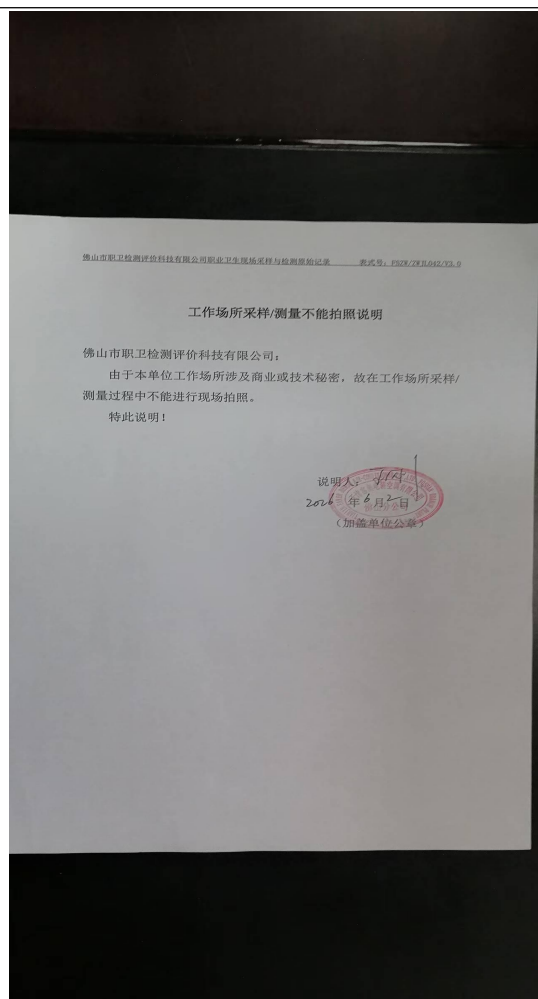 佛山市职卫检测评价科技有限公司职业卫生现场采样与检测原始记录 表式号：FSZW/ZWJL042/V3.0
工作场所采样/测量不能拍照说明
佛山市职卫检测评价科技有限公司：
由于本单位工作场所涉及商业或技术秘密，故在工作场所采样/
测量过程中不能进行现场拍照。
特此说明！
说明人：
2026 年 6 月 2 日
（加盖单位公章）